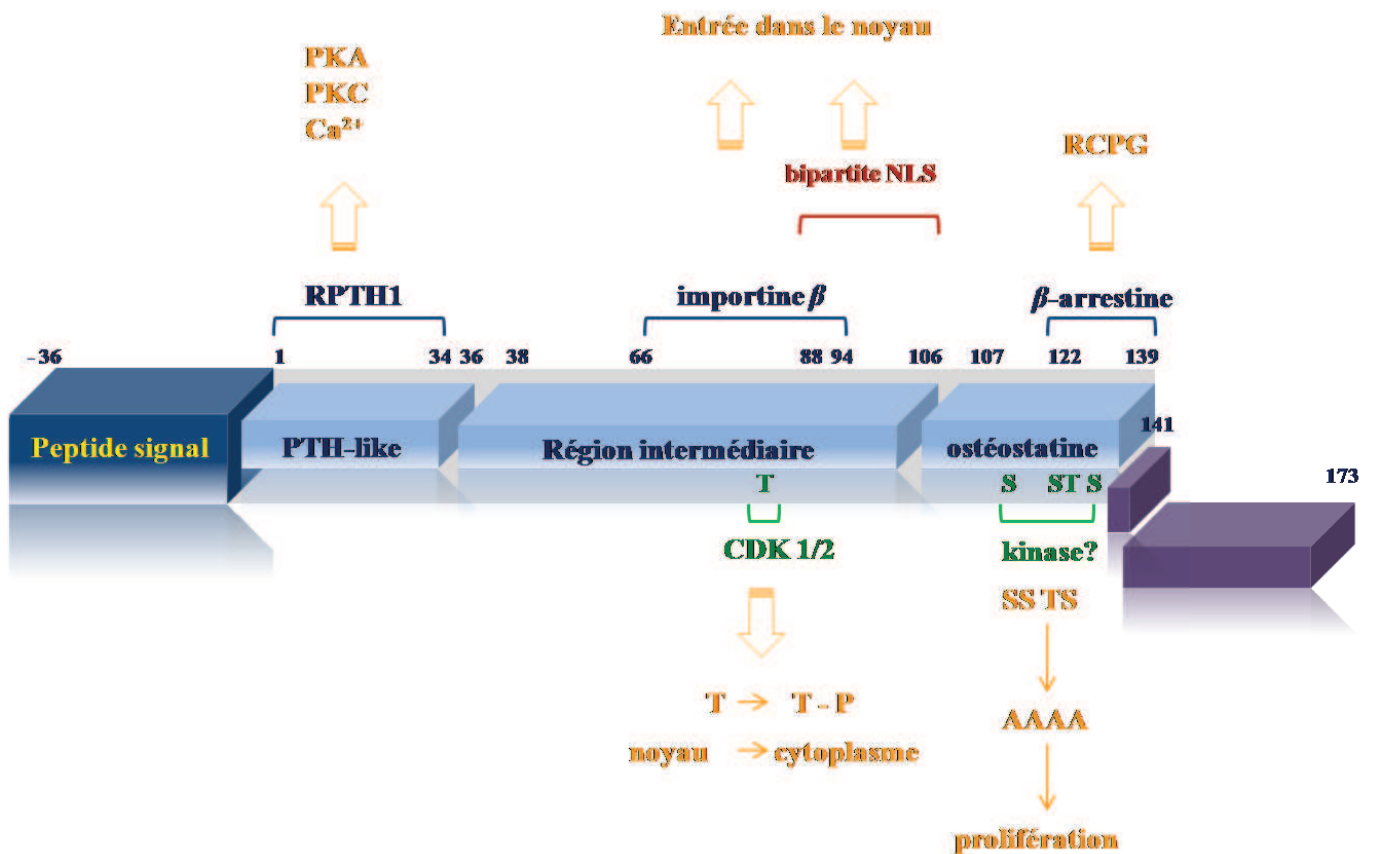 Entrée dans le noyau
PKA
PKC
Ca²⁺
RCPG
bipartite NLS
RPTH1
importine β
β-arrestine
-36 1 34 36 38 66 88 94 106 107 122 139
141
173
Peptide signal
PTH-like
Région intermédiaire
ostéostatine
T
S ST S
CDK 1/2
kinase?
SS TS
T → T - P
AAAA
noyau → cytoplasme
prolifération